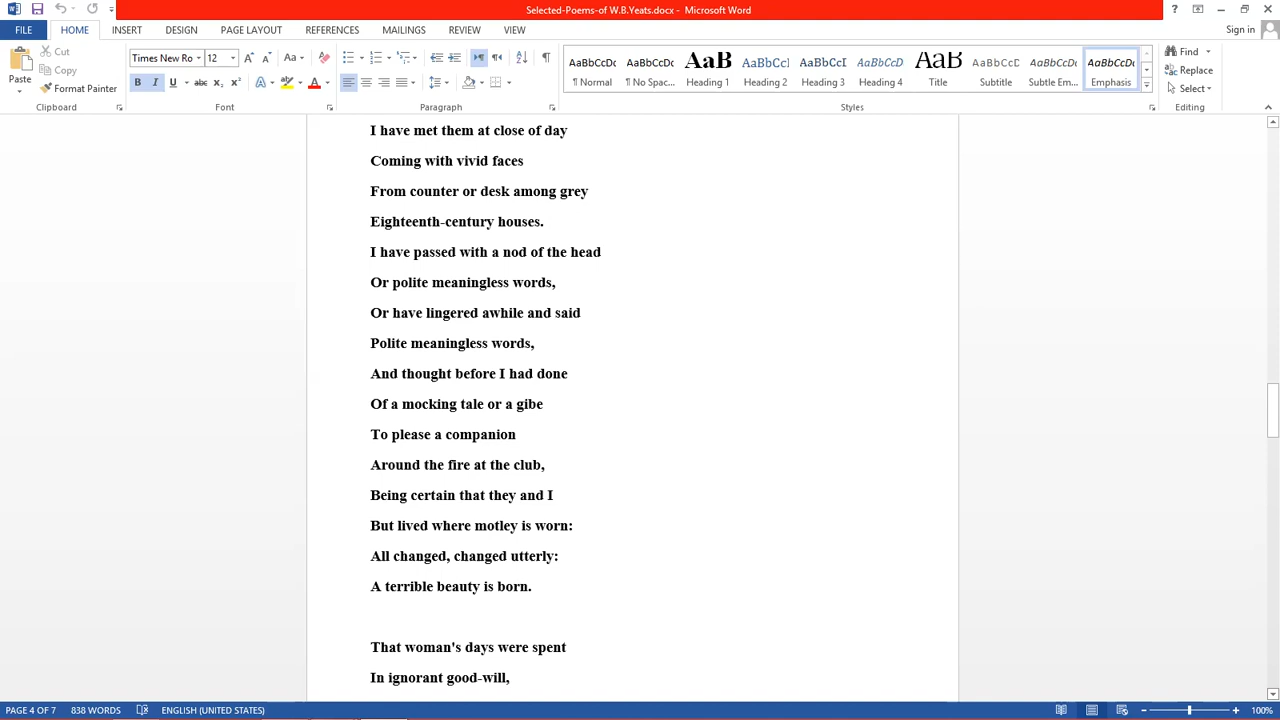 Selected-Poems-of W.B.Yeats.docx - Microsoft Word
?
FILE
HOME
INSERT
DESIGN
PAGE LAYOUT
REFERENCES
MAILINGS
REVIEW
VIEW
Sign in
Paste
Cut
Copy
Format Painter
Clipboard
Times New Ro
12
Aa
B I U abc x₂ x²
A
Font
Paragraph
AaBbCcDc
¶ Normal
AaBbCcDc
¶ No Spac...
AaB
Heading 1
AaBbCcI
Heading 2
AaBbCcI
Heading 3
AaBbCcD
Heading 4
AaB
Title
AaBbCcD
Subtitle
AaBbCcDc
Subtle Em...
AaBbCcDc
Emphasis
Styles
Find
Replace
Select
Editing
I have met them at close of day
Coming with vivid faces
From counter or desk among grey
Eighteenth-century houses.
I have passed with a nod of the head
Or polite meaningless words,
Or have lingered awhile and said
Polite meaningless words,
And thought before I had done
Of a mocking tale or a gibe
To please a companion
Around the fire at the club,
Being certain that they and I
But lived where motley is worn:
All changed, changed utterly:
A terrible beauty is born.
That woman's days were spent
In ignorant good-will,
PAGE 4 OF 7
838 WORDS
ENGLISH (UNITED STATES)
100%